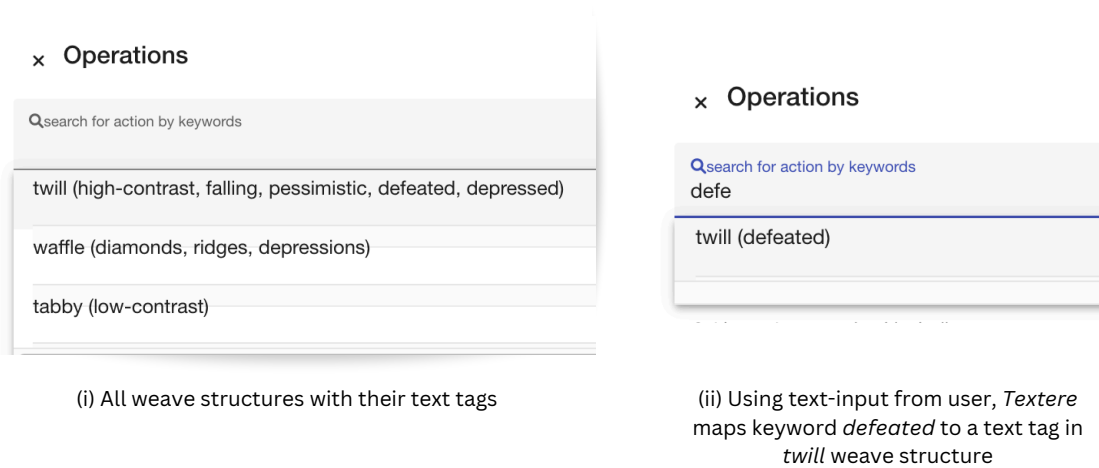 × Operations
search for action by keywords
twill (high-contrast, falling, pessimistic, defeated, depressed)
waffle (diamonds, ridges, depressions)
tabby (low-contrast)
(i) All weave structures with their text tags
× Operations
search for action by keywords
defe
twill (defeated)
(ii) Using text-input from user, Textere
maps keyword defeated to a text tag in
twill weave structure